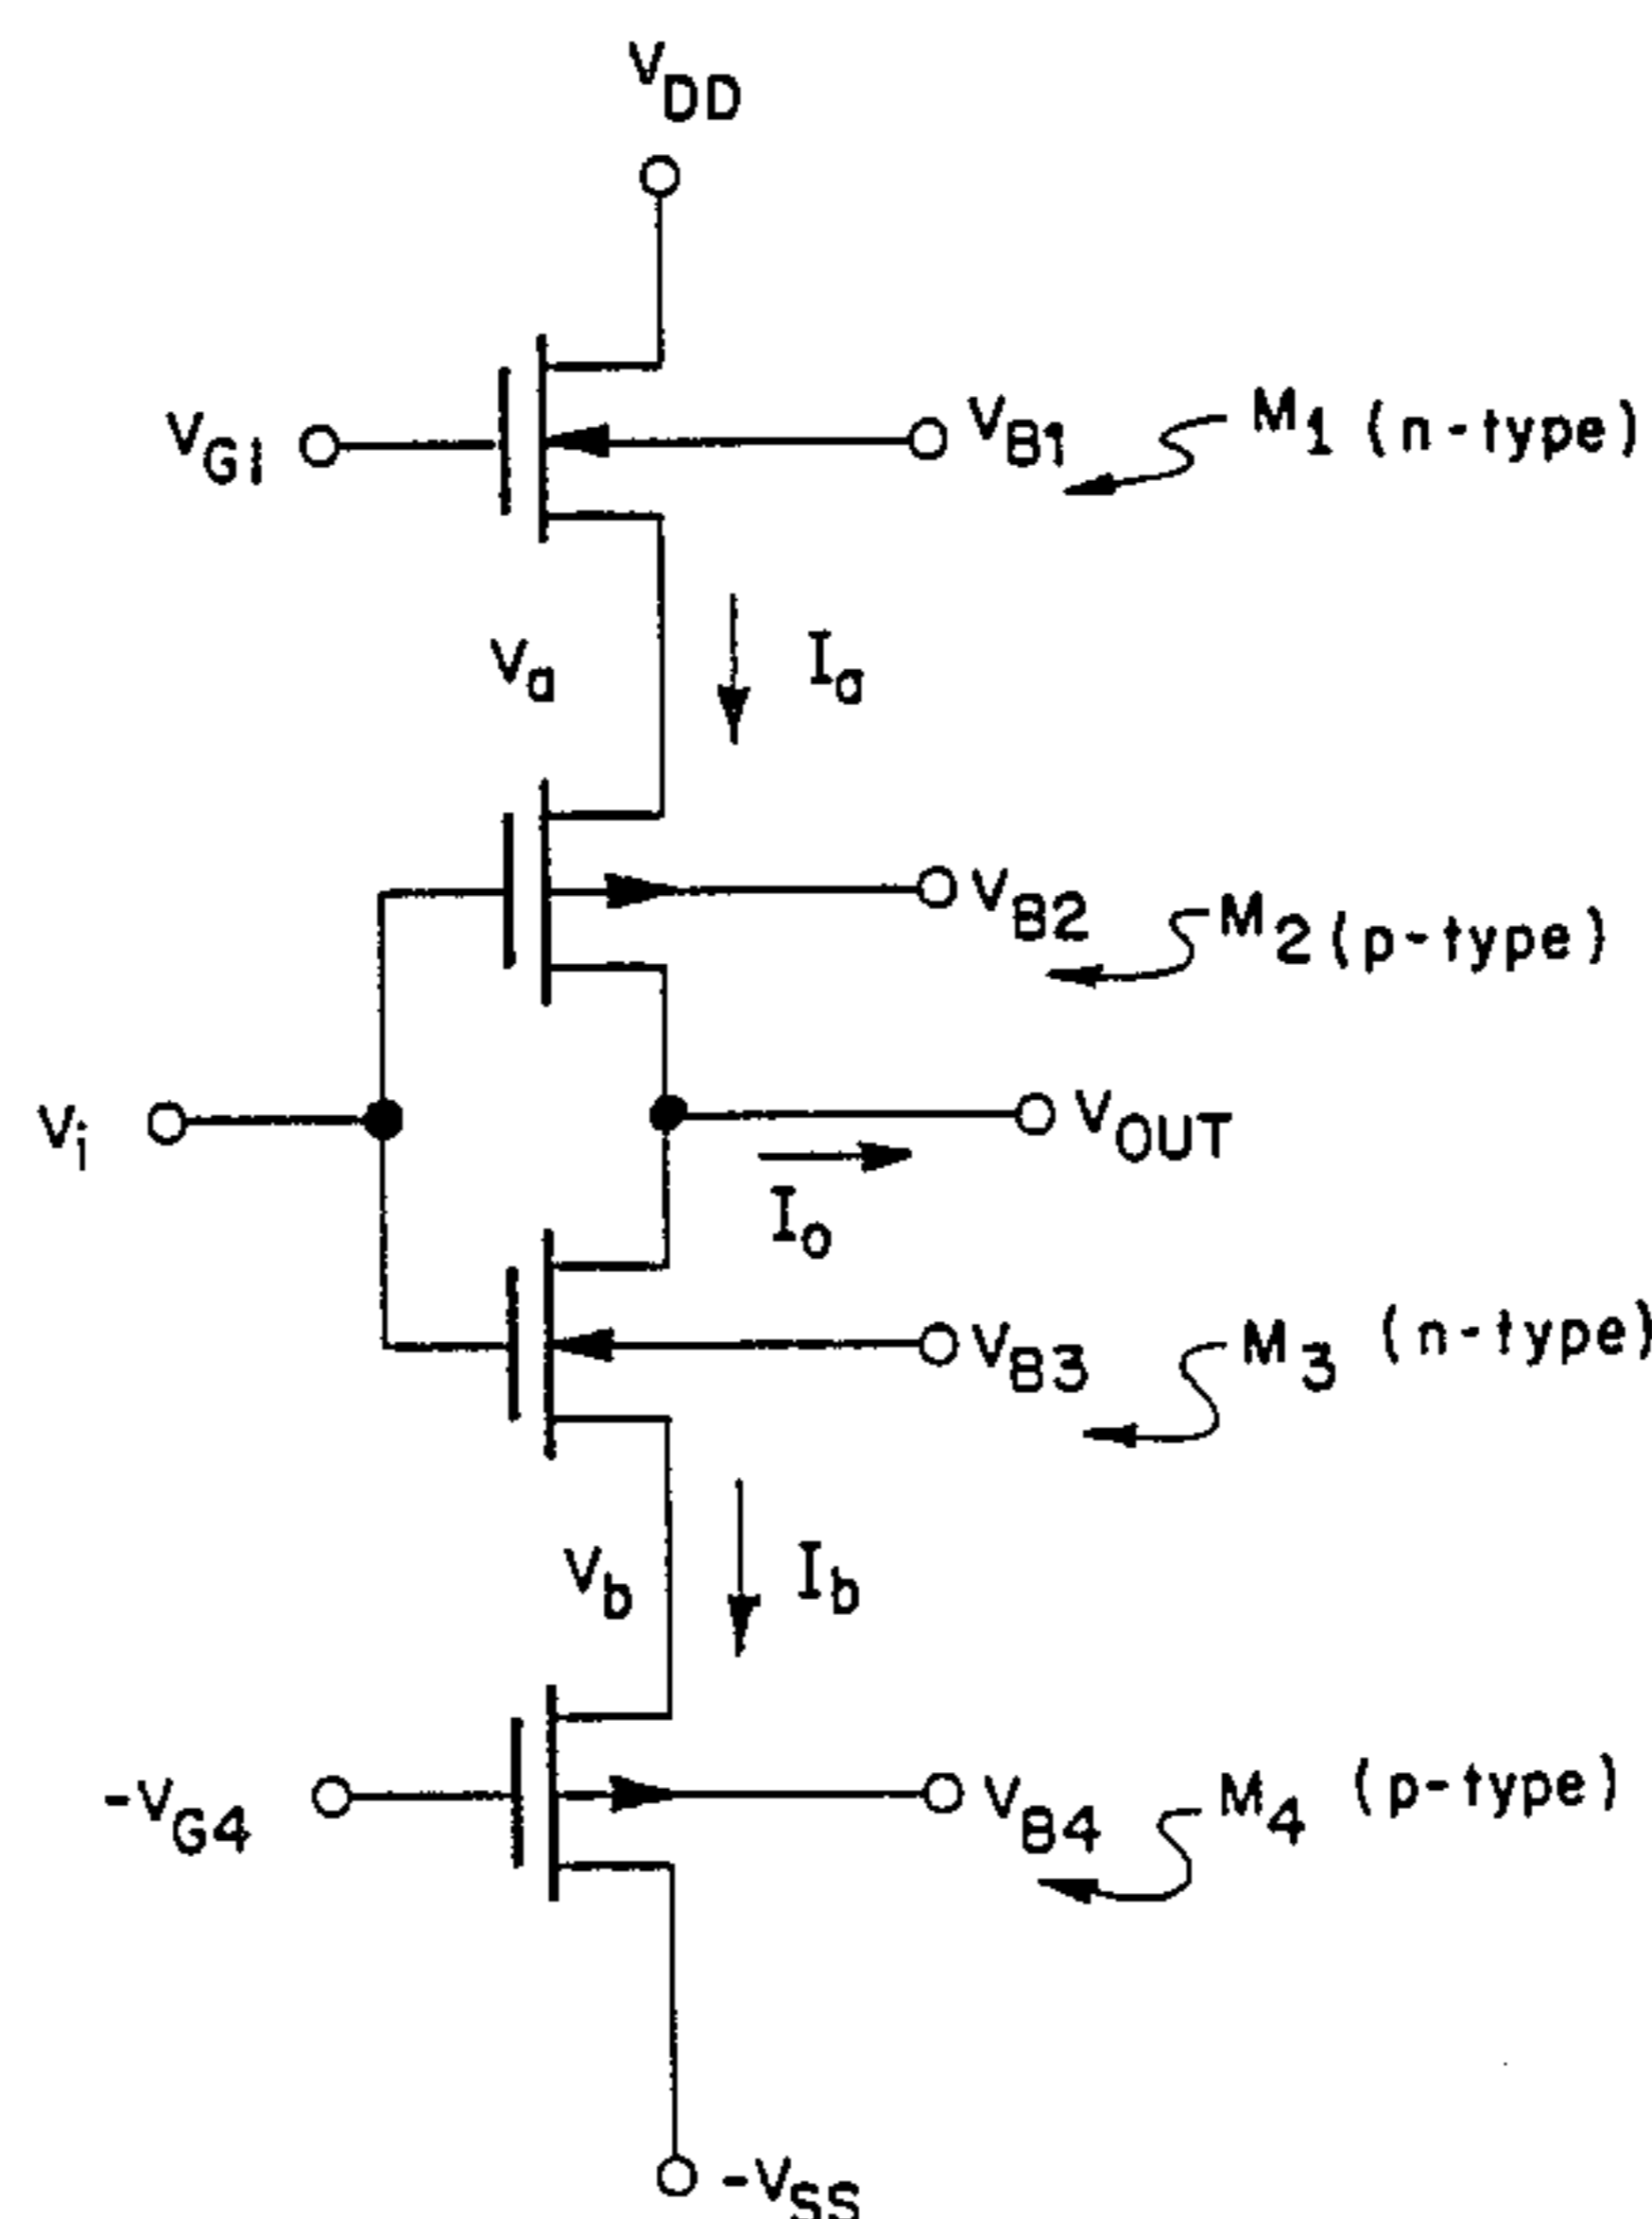 V_DD
V_G1
V_B1
M_1 (n-type)
V_a
I_a
V_B2
M_2 (p-type)
V_i
V_OUT
I_o
V_B3
M_3 (n-type)
V_b
I_b
-V_G4
V_B4
M_4 (p-type)
-V_SS